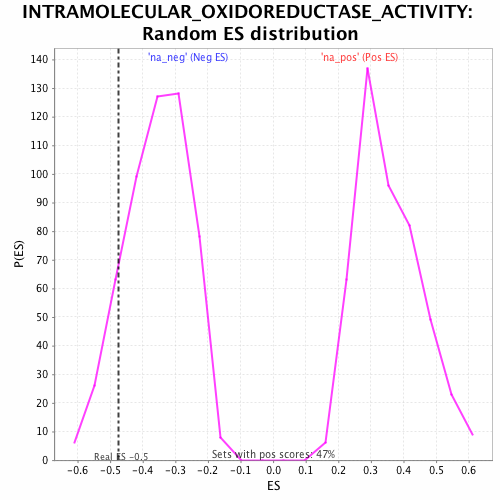 INTRAMOLECULAR_OXIDOREDUCTASE_ACTIVITY:
Random ES distribution
'na_neg' (Neg ES)
'na_pos' (Pos ES)
140
130
120
110
100
90
80
70
60
50
40
30
20
10
0
P(ES)
Real ES -0.5
Sets with pos scores: 47%
-0.6 -0.5 -0.4 -0.3 -0.2 -0.1 0.0 0.1 0.2 0.3 0.4 0.5 0.6
ES